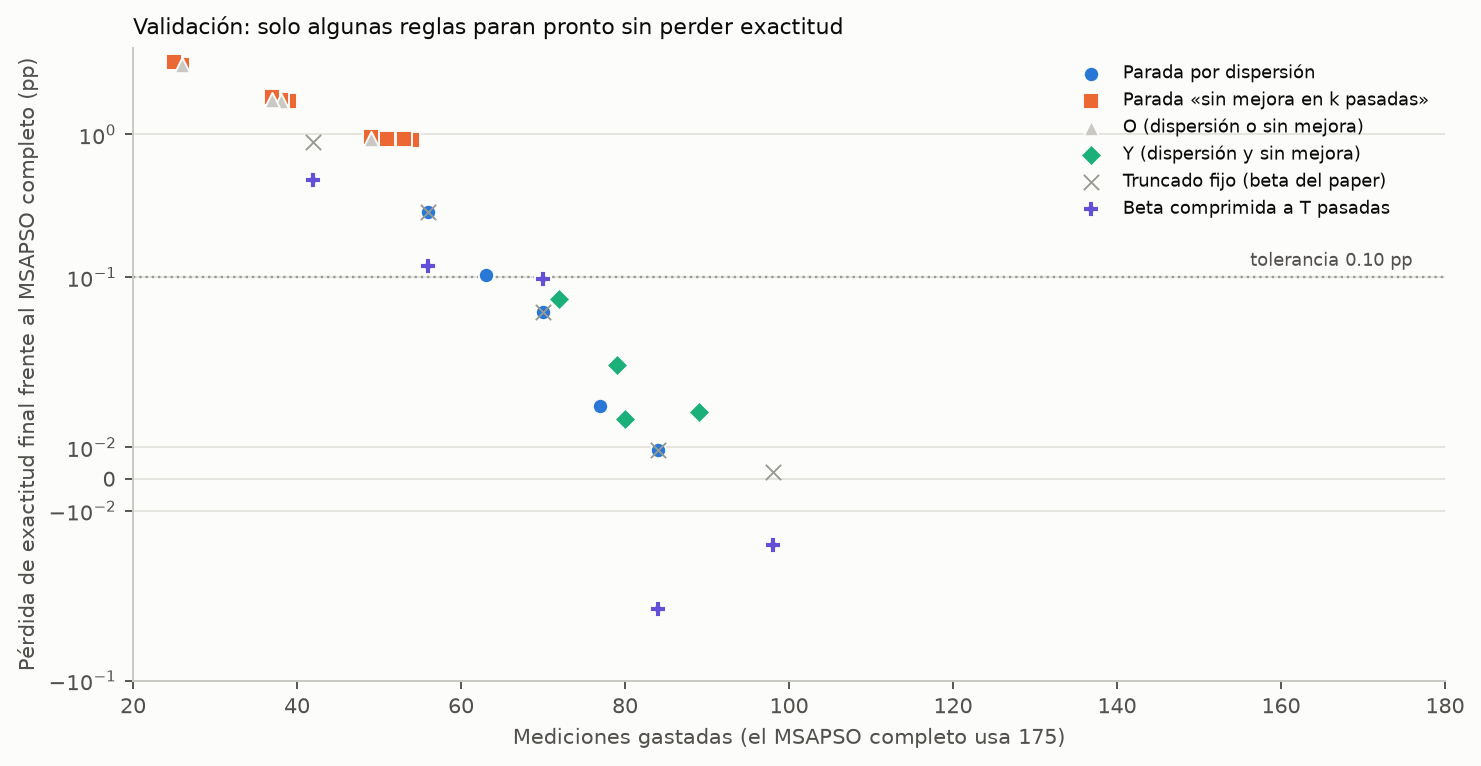 Validación: solo algunas reglas paran pronto sin perder exactitud
Pérdida de exactitud final frente al MSAPSO completo (pp)
Parada por dispersión
Parada «sin mejora en k pasadas»
O (dispersión o sin mejora)
Y (dispersión y sin mejora)
Truncado fijo (beta del paper)
Beta comprimida a T pasadas
tolerancia 0.10 pp
10⁰
10⁻¹
10⁻²
0
−10⁻²
−10⁻¹
20 40 60 80 100 120 140 160 180
Mediciones gastadas (el MSAPSO completo usa 175)